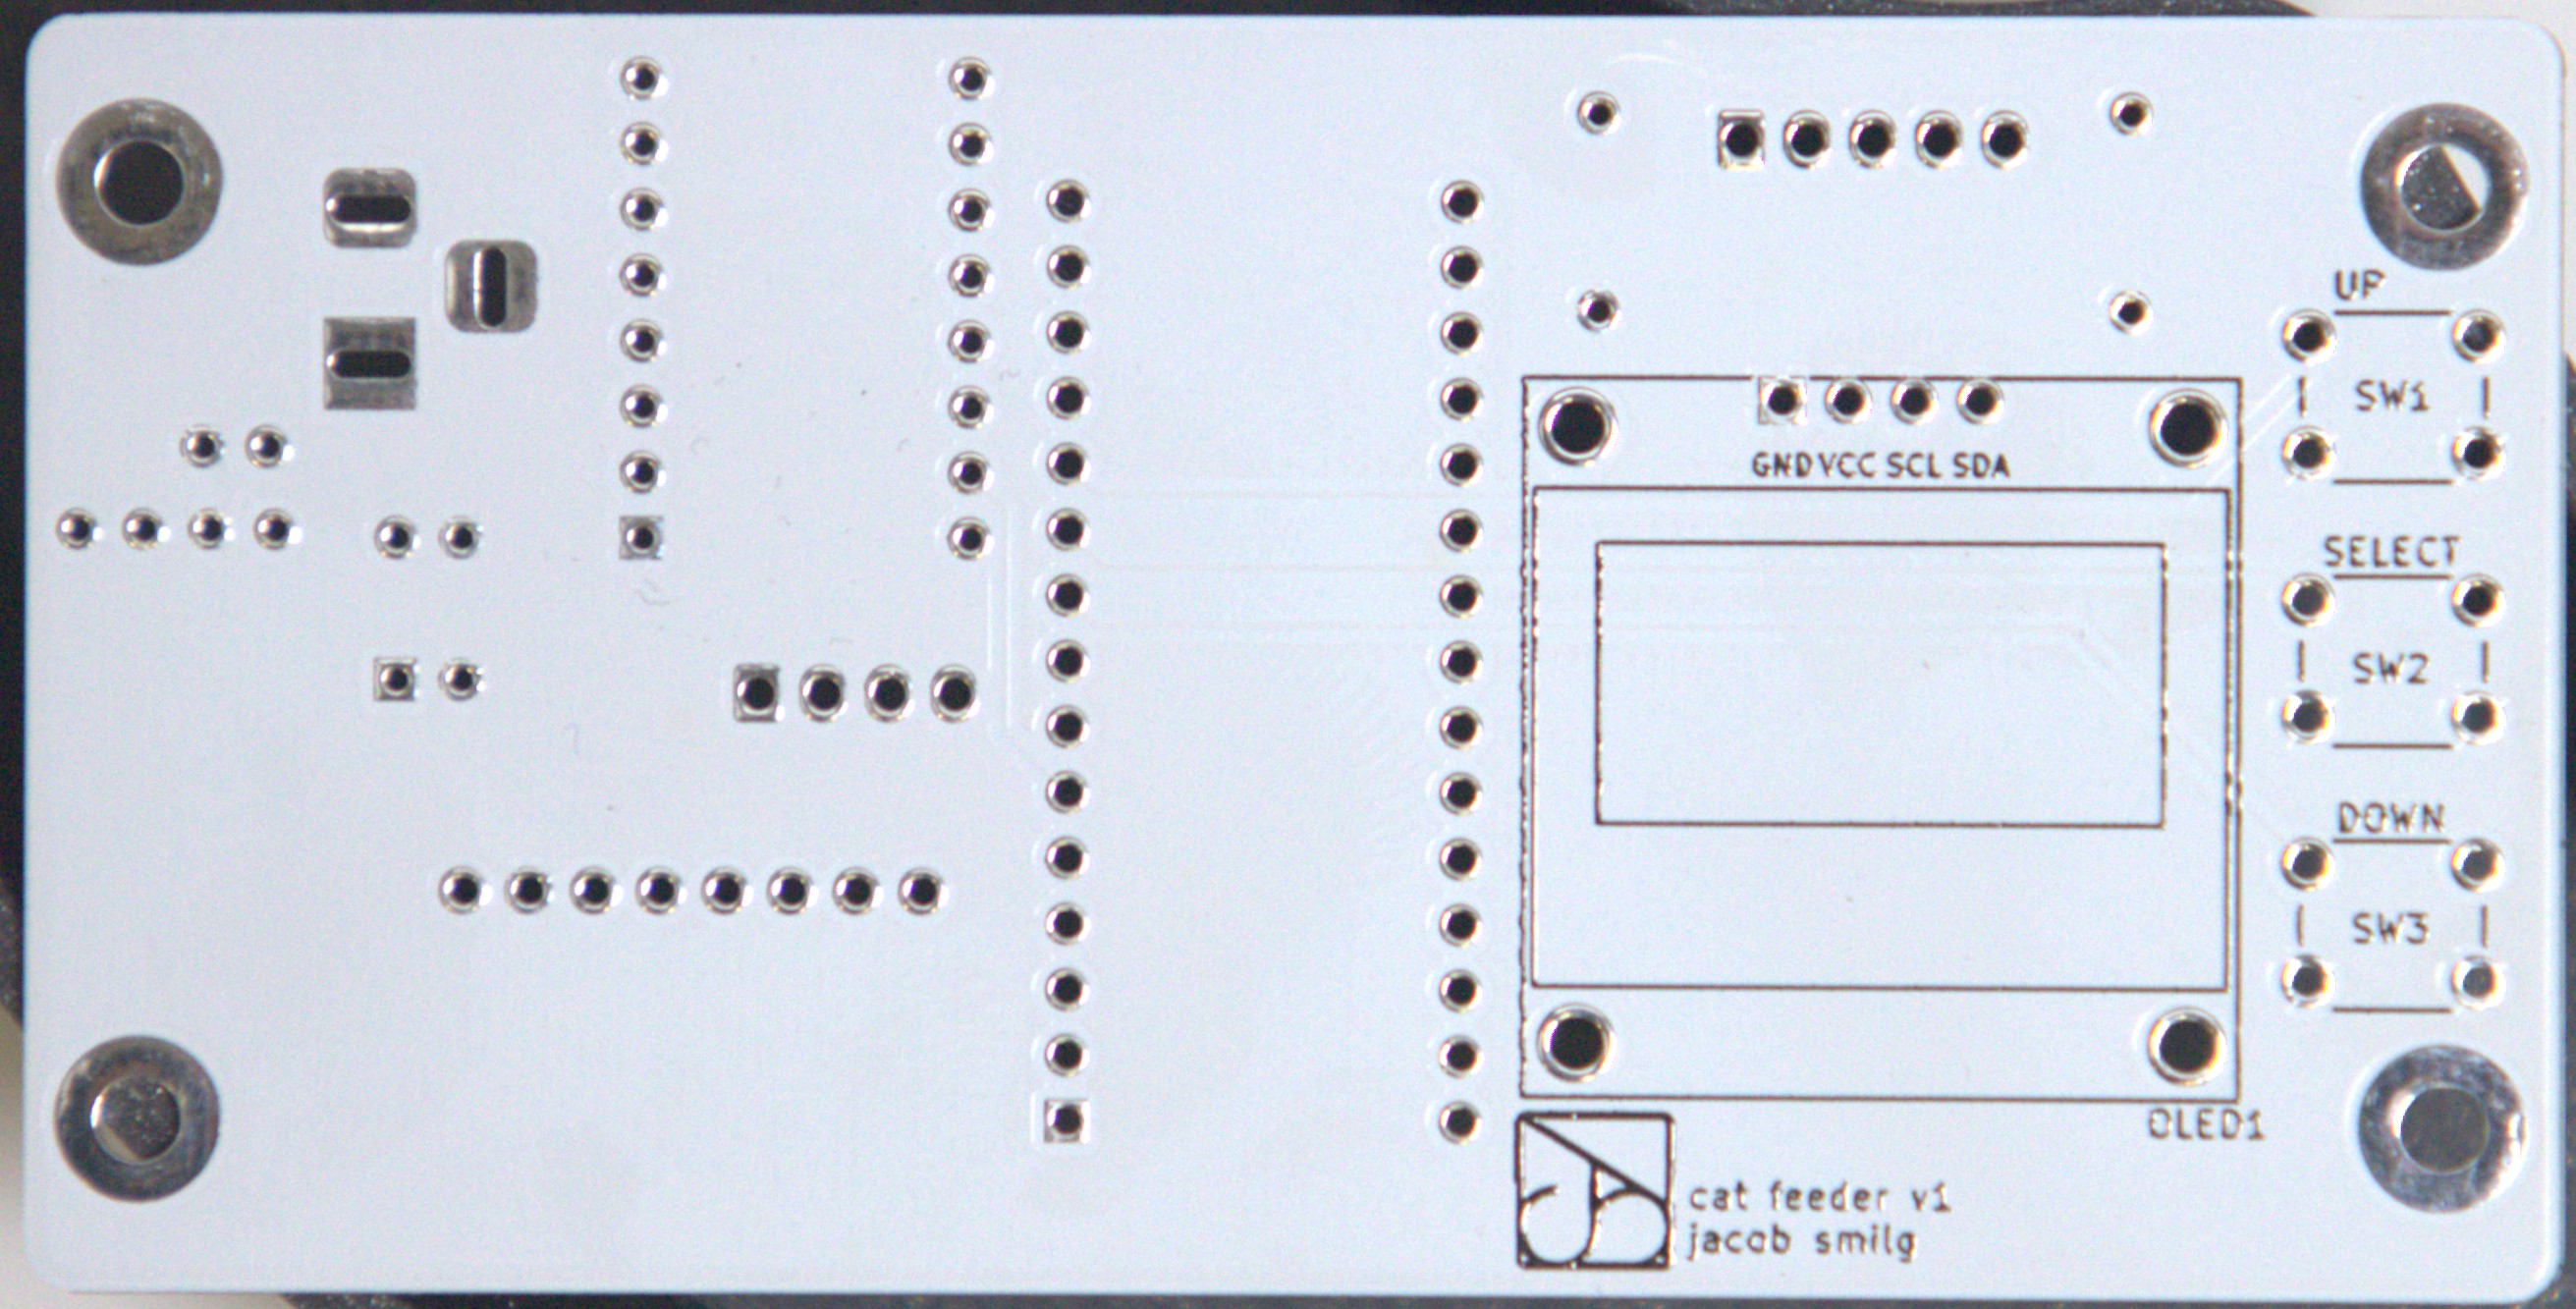 UP
SW1
GND VCC SCL SDA
SELECT
SW2
DOWN
SW3
OLED1
cat feeder v1
jacob smilg